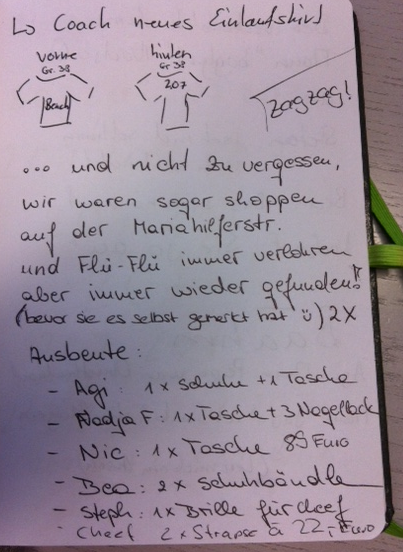 ↳ Coach neues Einlaufshirt
vorne
Gr. 38
Beach
hinten
Gr. 38
207
zagzag!
... und nicht zu vergessen,
wir waren sogar shoppen
auf der Mariahilferstr.
und Flü-Flü immer verlohren
aber immer wieder gefunden!!
(bevor sie es selbst gemerkt hat ü) 2x
Ausbeute:
- Agi: 1x Schuhe + 1 Tasche
- Nadja F: 1x Tasche + 3 Nagellack
- Nic: 1x Tasche 89 Euro
- Bea: 2x Schuhbändle
- Steph: 1x Brille für cheef
- Cheef 2x Strapse à 22,- Euro